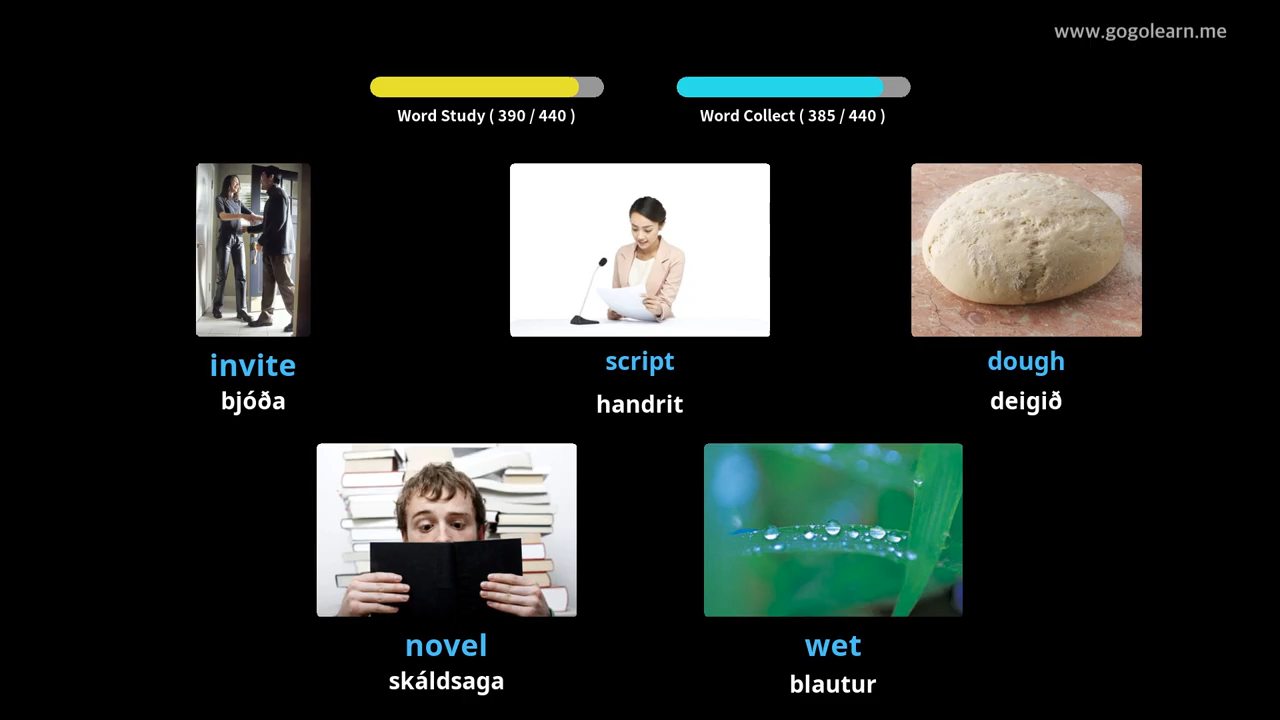 www.gogolearn.me
Word Study ( 390 / 440 )
Word Collect ( 385 / 440 )
invite
bjóða
script
handrit
dough
deigið
novel
skáldsaga
wet
blautur